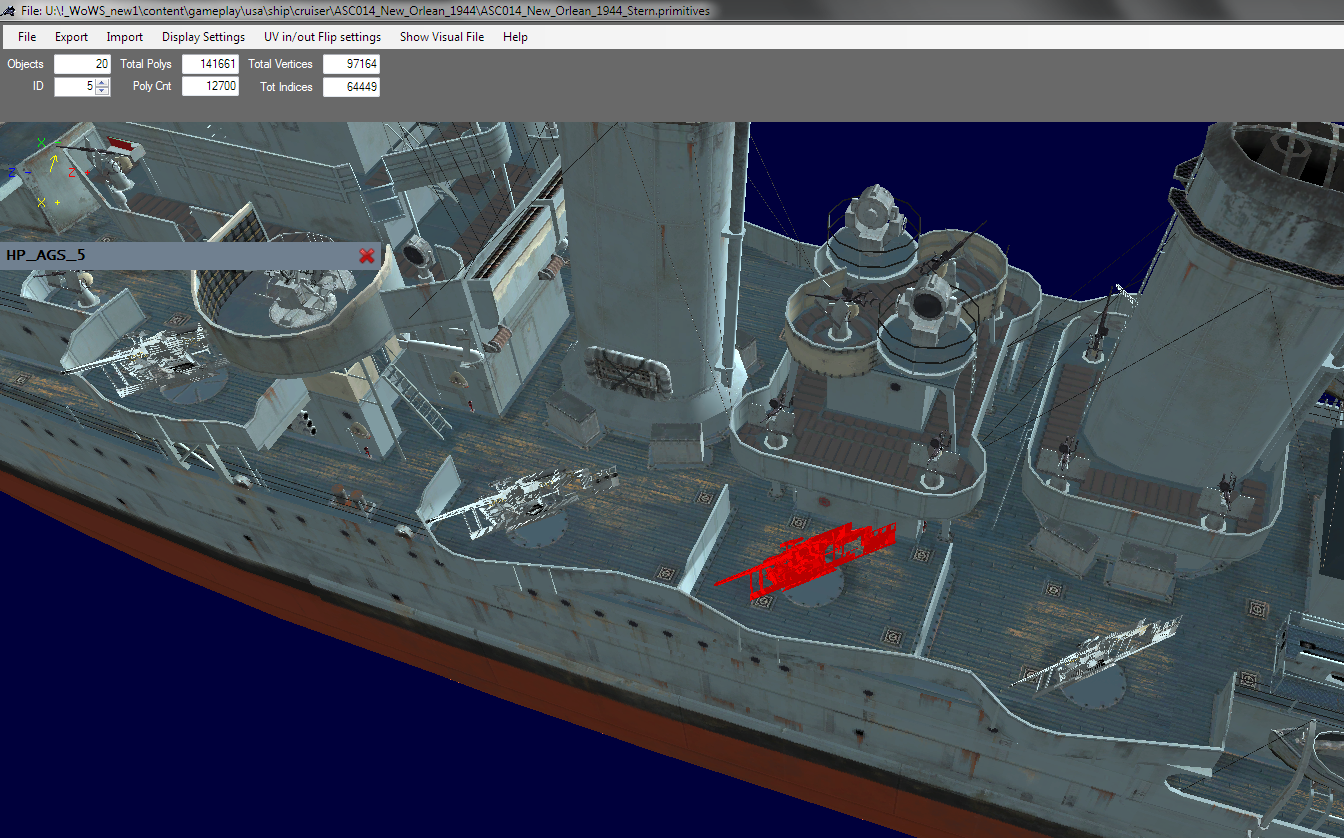 File: U:\!_WoWS_new1\content\gameplay\usa\ship\cruiser\ASC014_New_Orlean_1944\ASC014_New_Orlean_1944_Stern.primitives
File Export Import Display Settings UV in/out Flip settings Show Visual File Help
Objects 20 Total Polys 141661 Total Vertices 97164
ID 5 Poly Cnt 12700 Tot Indices 64449
X -
Z - Z +
X +
HP_AGS_5